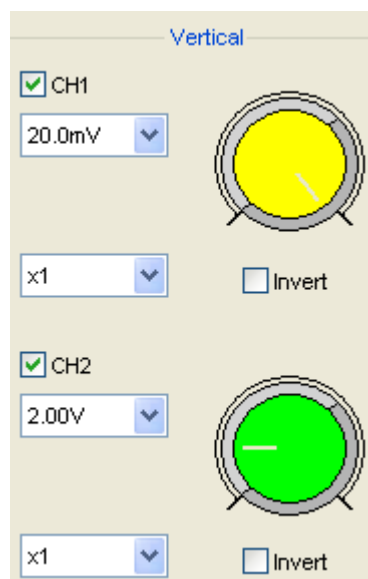 Vertical
CH1
20.0mV
x1
Invert
CH2
2.00V
x1
Invert